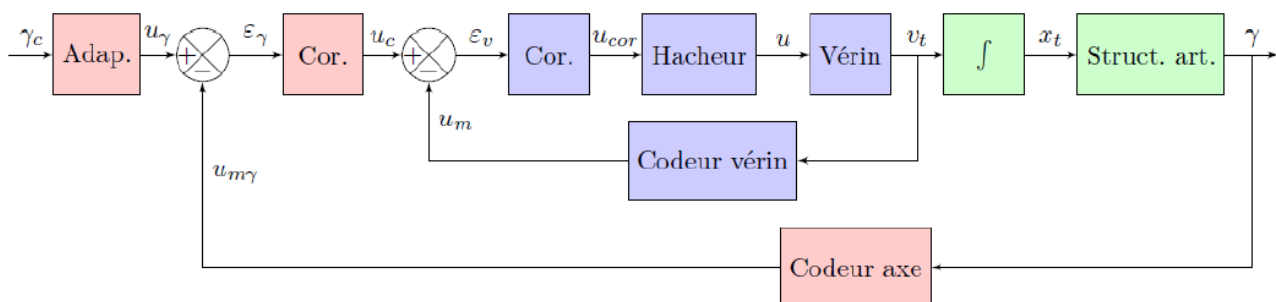 γc
Adap.
uγ
+
−
εγ
Cor.
uc
+
−
εv
Cor.
ucor
Hacheur
u
Vérin
vt
∫
xt
Struct. art.
γ
um
Codeur vérin
umγ
Codeur axe